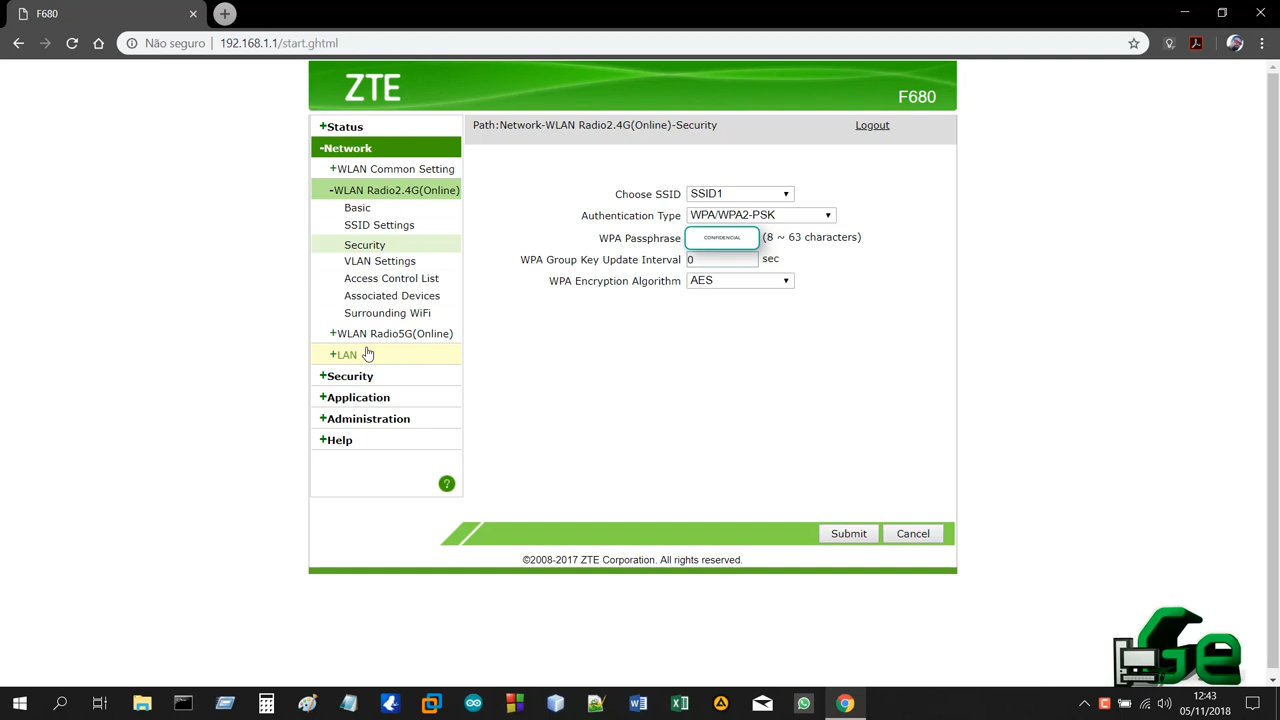 F680
Não seguro
192.168.1.1/start.ghtml
ZTE
F680
+Status
-Network
+WLAN Common Setting
-WLAN Radio2.4G(Online)
Basic
SSID Settings
Security
VLAN Settings
Access Control List
Associated Devices
Surrounding WiFi
+WLAN Radio5G(Online)
+LAN
+Security
+Application
+Administration
+Help
?
Path:Network-WLAN Radio2.4G(Online)-Security
Logout
Choose SSID SSID1
Authentication Type WPA/WPA2-PSK
WPA Passphrase CONFIDENCIAL (8 ~ 63 characters)
WPA Group Key Update Interval 0 sec
WPA Encryption Algorithm AES
Submit Cancel
©2008-2017 ZTE Corporation. All rights reserved.
Ge
12:43
05/11/2018